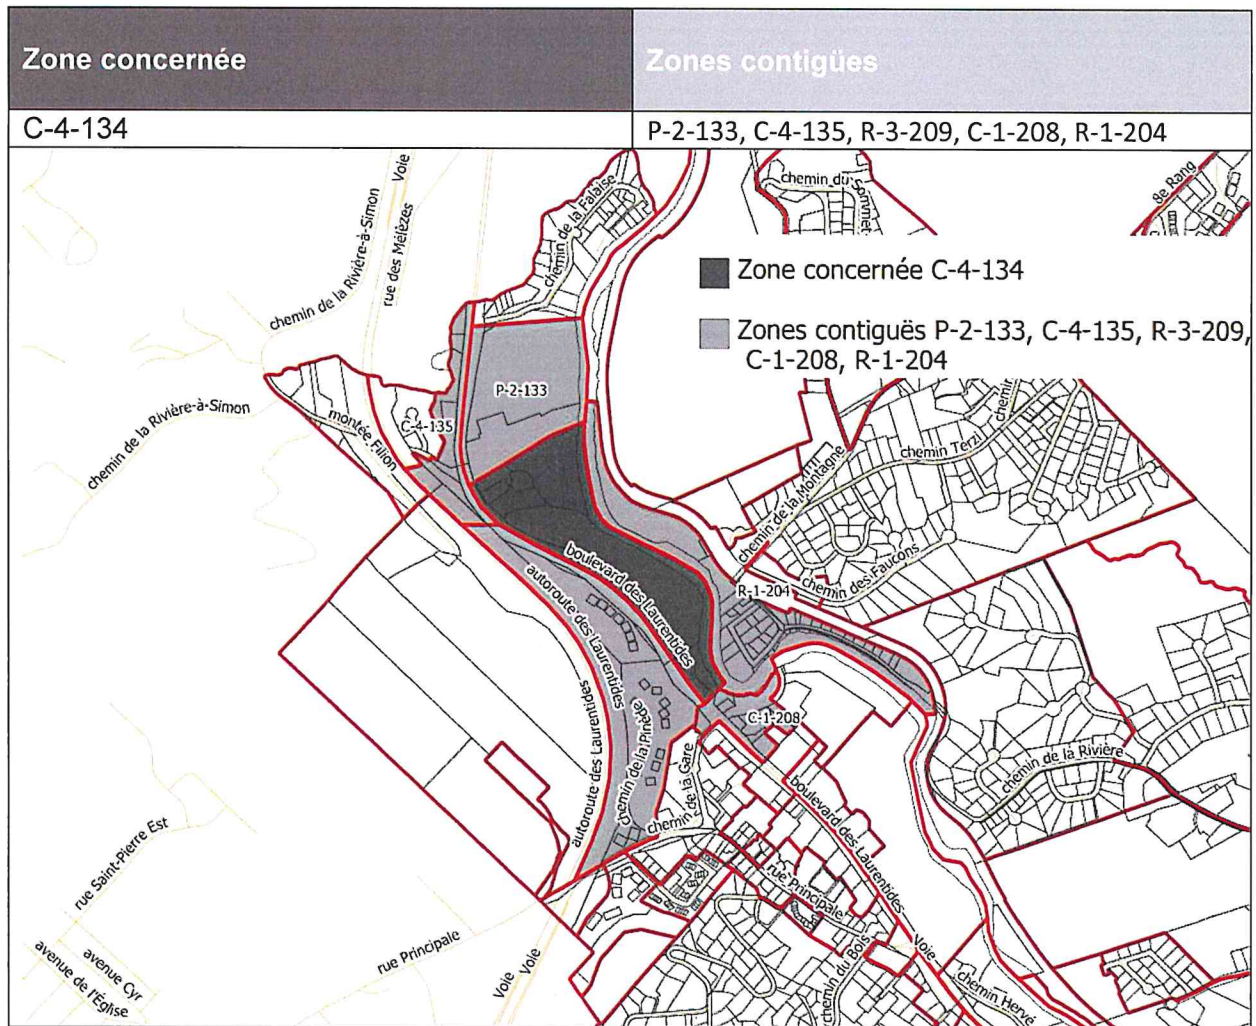 Zone concernée
Zones contigües
C-4-134
P-2-133, C-4-135, R-3-209, C-1-208, R-1-204
Voie
chemin de la Rivière-à-Simon
rue des Mélèzes
chemin de la Falaise
chemin du Sommet
8e Rang
Zone concernée C-4-134
Zones contiguës P-2-133, C-4-135, R-3-209,
C-1-208, R-1-204
chemin de la Rivière-à-Simon
montée Filion
C-4-135
P-2-133
chemin
chemin Terzi
chemin de la Montagne
chemin des Faucons
R-1-204
boulevard des Laurentides
autoroute des Laurentides
autoroute des Laurentides
chemin de la Pinède
C-1-208
chemin de la Gare
chemin de la Rivière
boulevard des Laurentides
rue Principale
rue Saint-Pierre Est
avenue Cyr
avenue de l'Église
rue Principale
Voie
Voie
chemin du Bois
Voie
chemin Hervé